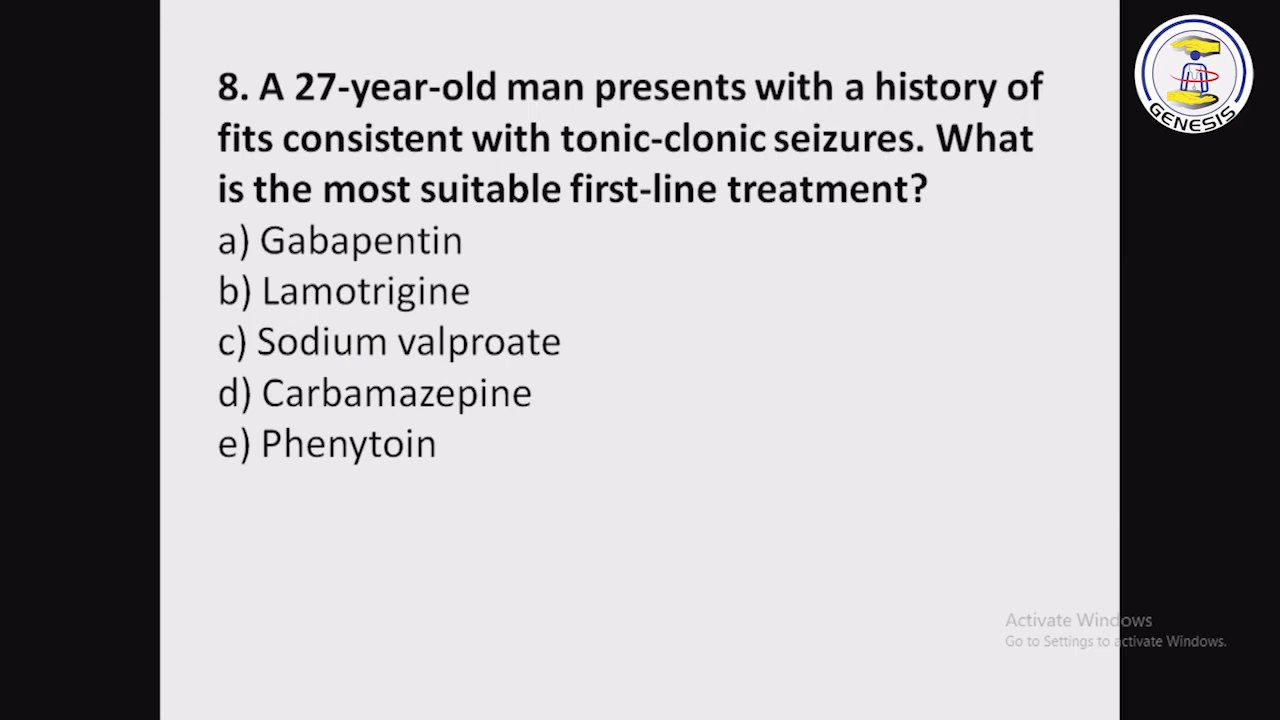 8. A 27-year-old man presents with a history of
fits consistent with tonic-clonic seizures. What
is the most suitable first-line treatment?
a) Gabapentin
b) Lamotrigine
c) Sodium valproate
d) Carbamazepine
e) Phenytoin
GENESIS
Activate Windows
Go to Settings to activate Windows.